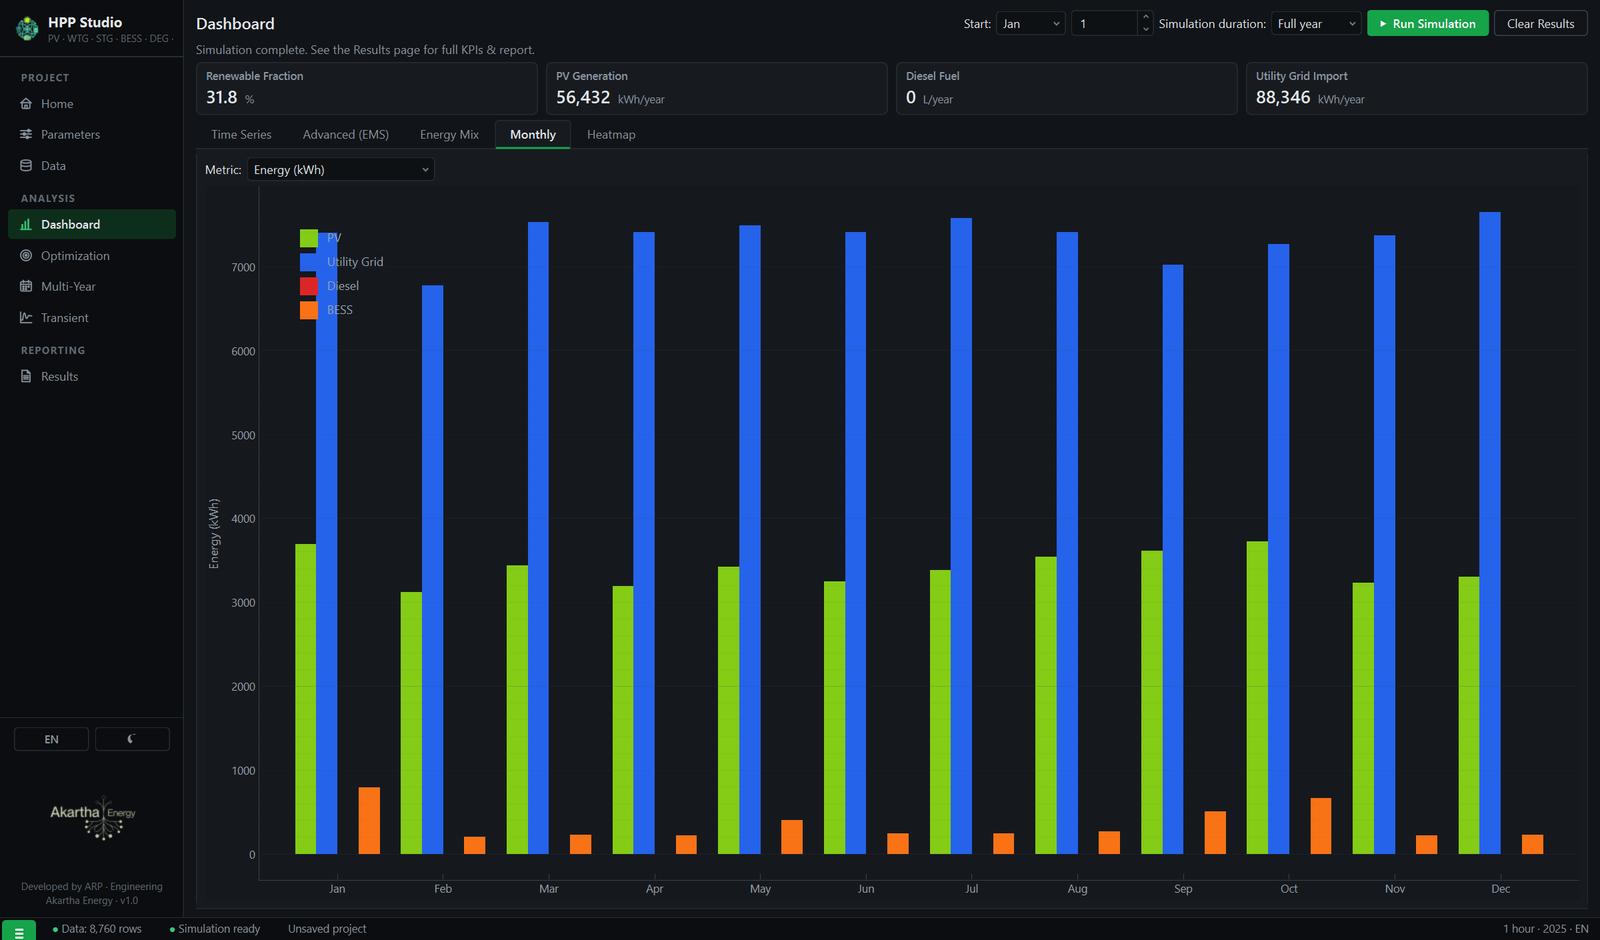 HPP Studio
PV · WTG · STG · BESS · DEG ·
PROJECT
Home
Parameters
Data
ANALYSIS
Dashboard
Optimization
Multi-Year
Transient
REPORTING
Results
EN
Akartha Energy
Developed by ARP · Engineering
Akartha Energy · v1.0
Dashboard
Start: Jan 1 Simulation duration: Full year Run Simulation Clear Results
Simulation complete. See the Results page for full KPIs & report.
Renewable Fraction
31.8 %
PV Generation
56,432 kWh/year
Diesel Fuel
0 L/year
Utility Grid Import
88,346 kWh/year
Time Series Advanced (EMS) Energy Mix Monthly Heatmap
Metric: Energy (kWh)
PV
Utility Grid
Diesel
BESS
Energy (kWh)
7000
6000
5000
4000
3000
2000
1000
0
Jan Feb Mar Apr May Jun Jul Aug Sep Oct Nov Dec
Data: 8,760 rows Simulation ready Unsaved project 1 hour · 2025 · EN